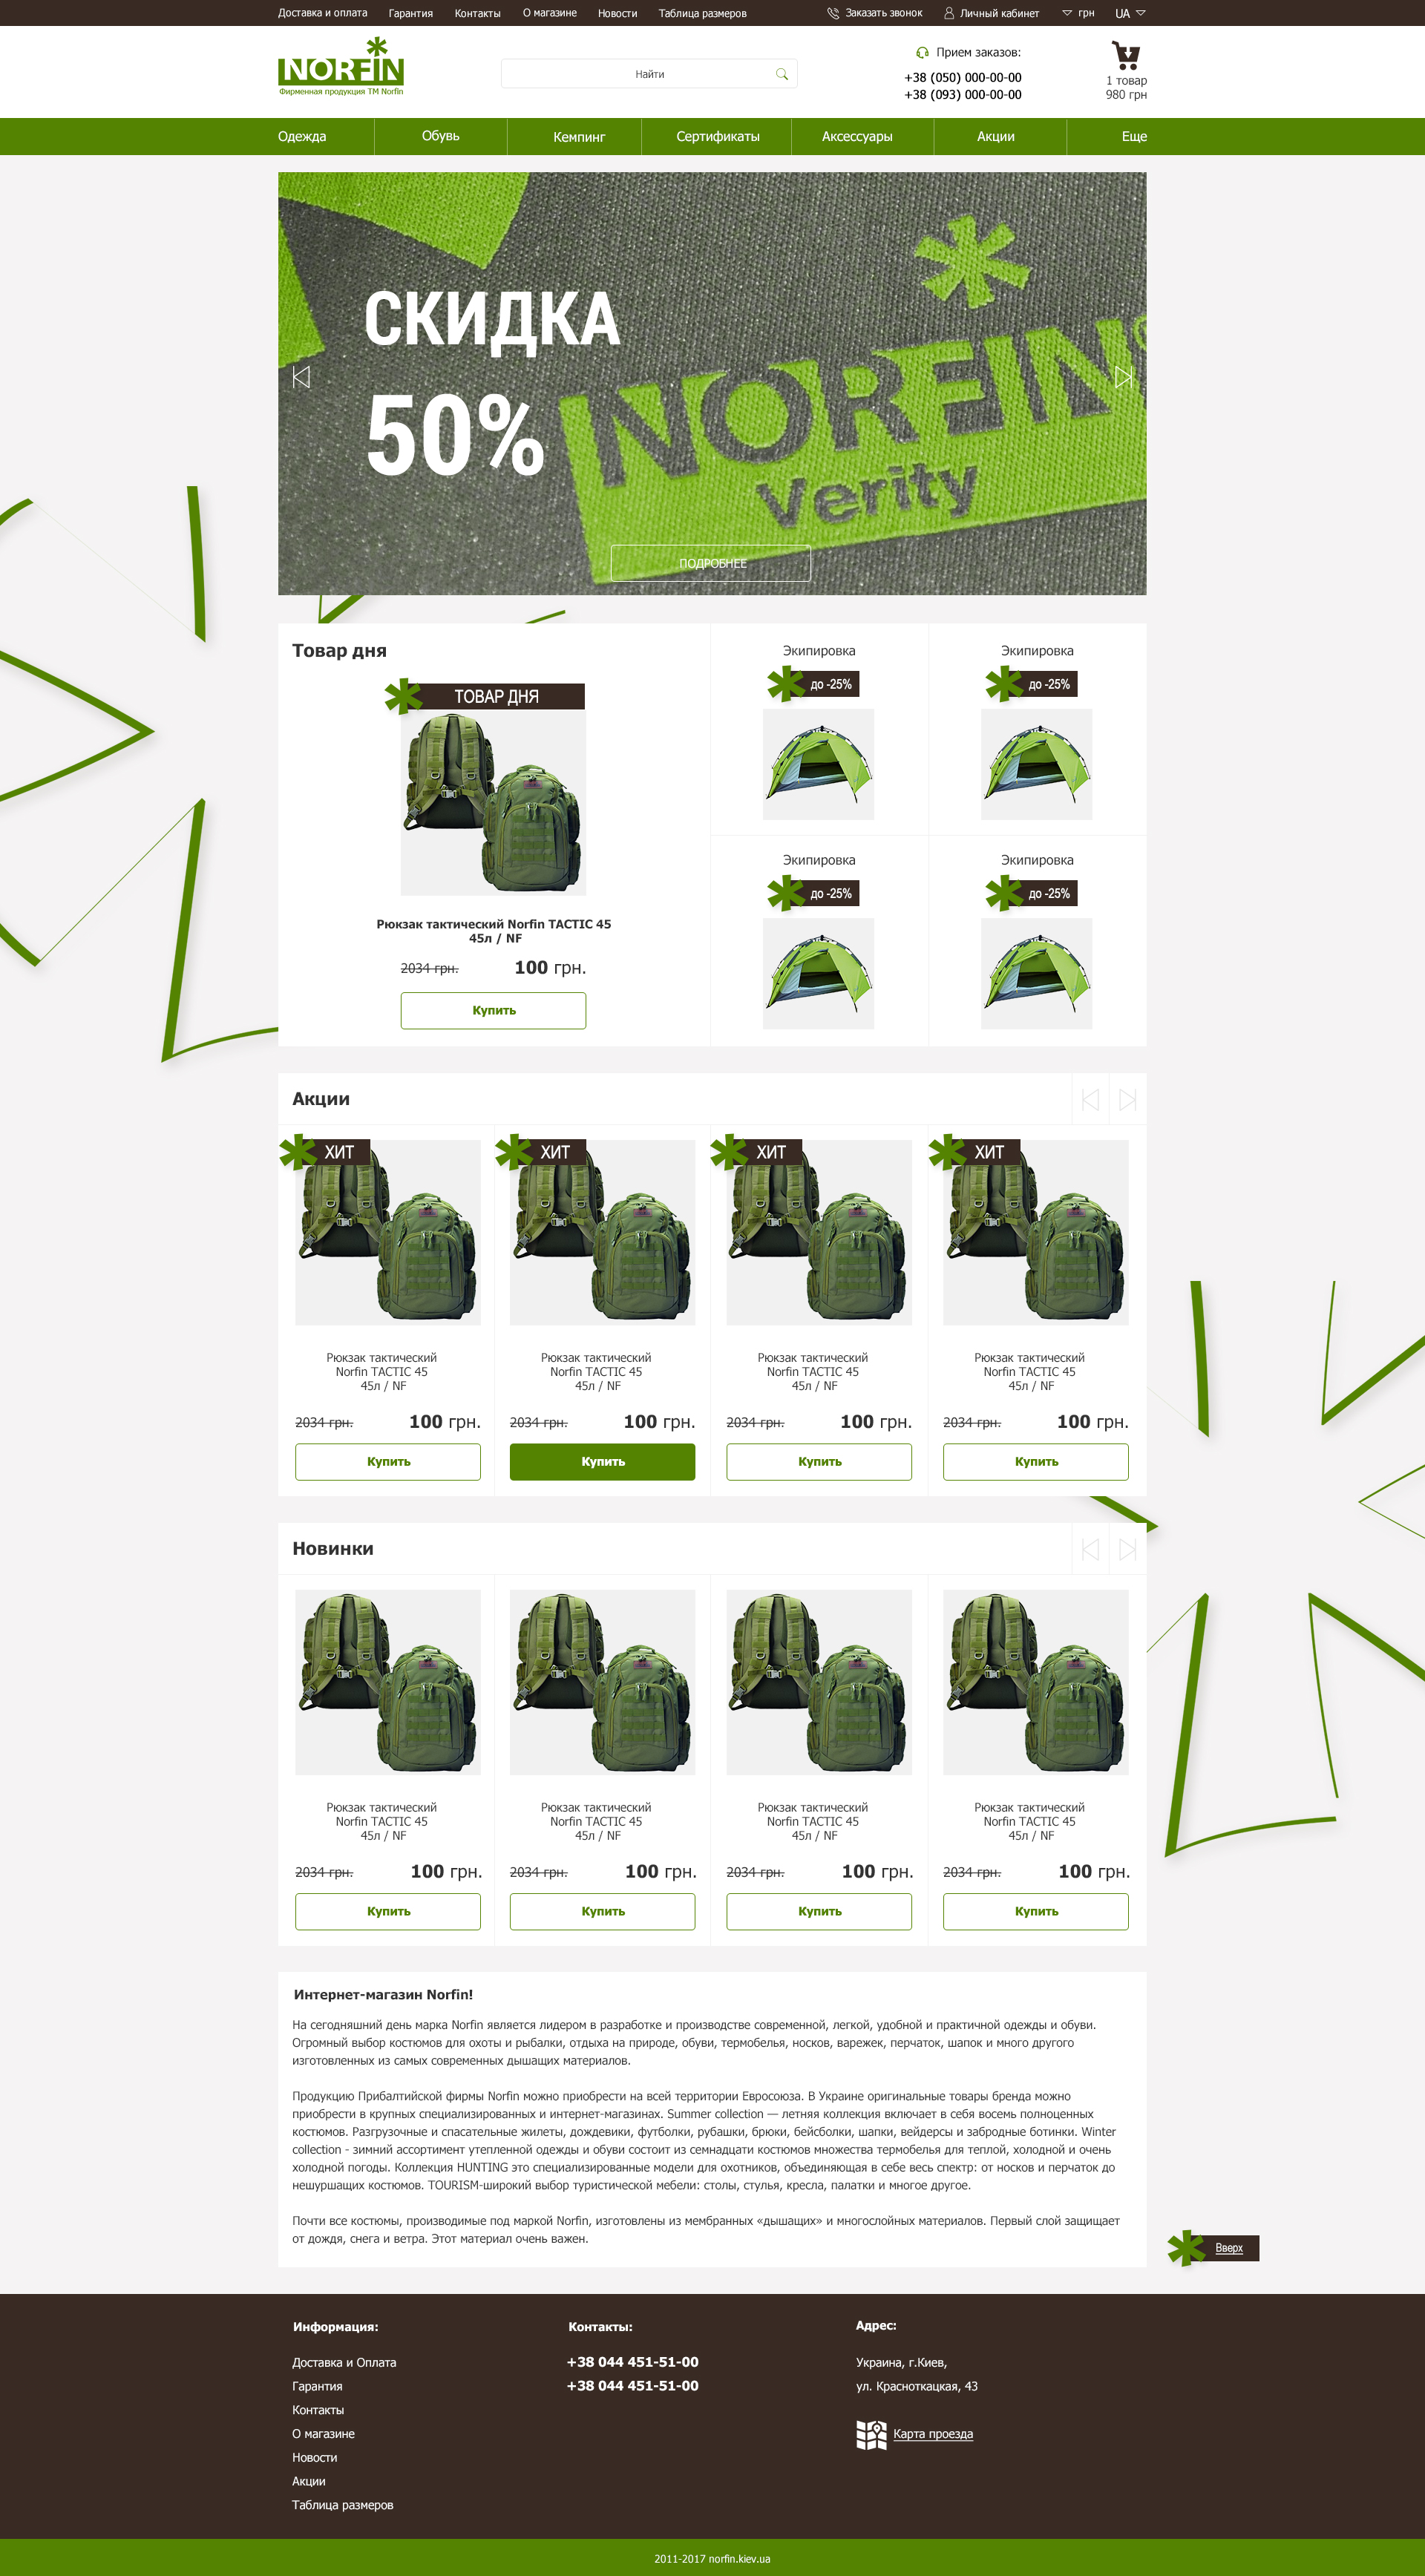 Доставка и оплата Гарантия Контакты О магазине Новости Таблица размеров Заказать звонок Личный кабинет грн UA
NORFIN
Фирменная продукция ТМ Norfin
Найти
Прием заказов:
+38 (050) 000-00-00
+38 (093) 000-00-00
1 товар
980 грн
Одежда Обувь Кемпинг Сертификаты Аксессуары Акции Еще
СКИДКА
50%
NORFIN
Verity
ПОДРОБНЕЕ
Товар дня
ТОВАР ДНЯ
Рюкзак тактический Norfin TACTIC 45
45л / NF
2034 грн. 100 грн.
Купить
Экипировка
до -25%
Экипировка
до -25%
Экипировка
до -25%
Экипировка
до -25%
Акции
ХИТ
Рюкзак тактический
Norfin TACTIC 45
45л / NF
2034 грн. 100 грн.
Купить
ХИТ
Рюкзак тактический
Norfin TACTIC 45
45л / NF
2034 грн. 100 грн.
Купить
ХИТ
Рюкзак тактический
Norfin TACTIC 45
45л / NF
2034 грн. 100 грн.
Купить
ХИТ
Рюкзак тактический
Norfin TACTIC 45
45л / NF
2034 грн. 100 грн.
Купить
Новинки
Рюкзак тактический
Norfin TACTIC 45
45л / NF
2034 грн. 100 грн.
Купить
Рюкзак тактический
Norfin TACTIC 45
45л / NF
2034 грн. 100 грн.
Купить
Рюкзак тактический
Norfin TACTIC 45
45л / NF
2034 грн. 100 грн.
Купить
Рюкзак тактический
Norfin TACTIC 45
45л / NF
2034 грн. 100 грн.
Купить
Интернет-магазин Norfin!
На сегодняшний день марка Norfin является лидером в разработке и производстве современной, легкой, удобной и практичной одежды и обуви.
Огромный выбор костюмов для охоты и рыбалки, отдыха на природе, обуви, термобелья, носков, варежек, перчаток, шапок и много другого
изготовленных из самых современных дышащих материалов.
Продукцию Прибалтийской фирмы Norfin можно приобрести на всей территории Евросоюза. В Украине оригинальные товары бренда можно
приобрести в крупных специализированных и интернет-магазинах. Summer collection — летняя коллекция включает в себя восемь полноценных
костюмов. Разгрузочные и спасательные жилеты, дождевики, футболки, рубашки, брюки, бейсболки, шапки, вейдерсы и забродные ботинки. Winter
collection - зимний ассортимент утепленной одежды и обуви состоит из семнадцати костюмов множества термобелья для теплой, холодной и очень
холодной погоды. Коллекция HUNTING это специализированные модели для охотников, объединяющая в себе весь спектр: от носков и перчаток до
нешуршащих костюмов. TOURISM-широкий выбор туристической мебели: столы, стулья, кресла, палатки и многое другое.
Почти все костюмы, производимые под маркой Norfin, изготовлены из мембранных «дышащих» и многослойных материалов. Первый слой защищает
от дождя, снега и ветра. Этот материал очень важен.
Вверх
Информация:
Доставка и Оплата
Гарантия
Контакты
О магазине
Новости
Акции
Таблица размеров
Контакты:
+38 044 451-51-00
+38 044 451-51-00
Адрес:
Украина, г.Киев,
ул. Красноткацкая, 43
Карта проезда
2011-2017 norfin.kiev.ua